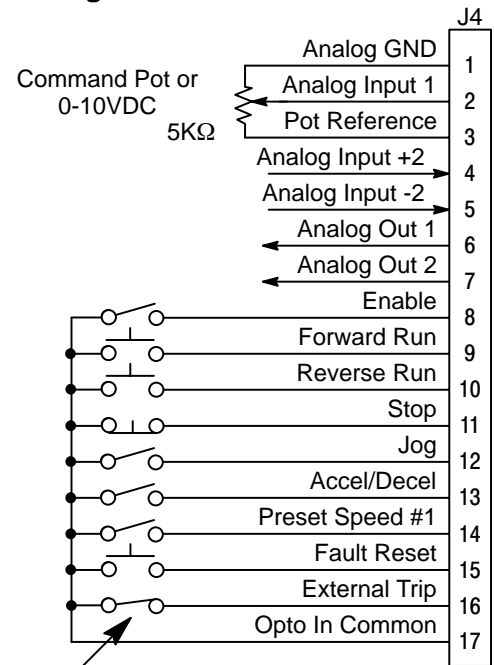 J4
Analog GND 1
Command Pot or
0-10VDC
Analog Input 1 2
5KΩ
Pot Reference 3
Analog Input +2 4
Analog Input -2 5
Analog Out 1 6
Analog Out 2 7
Enable 8
Forward Run 9
Reverse Run 10
Stop 11
Jog 12
Accel/Decel 13
Preset Speed #1 14
Fault Reset 15
External Trip 16
Opto In Common 17